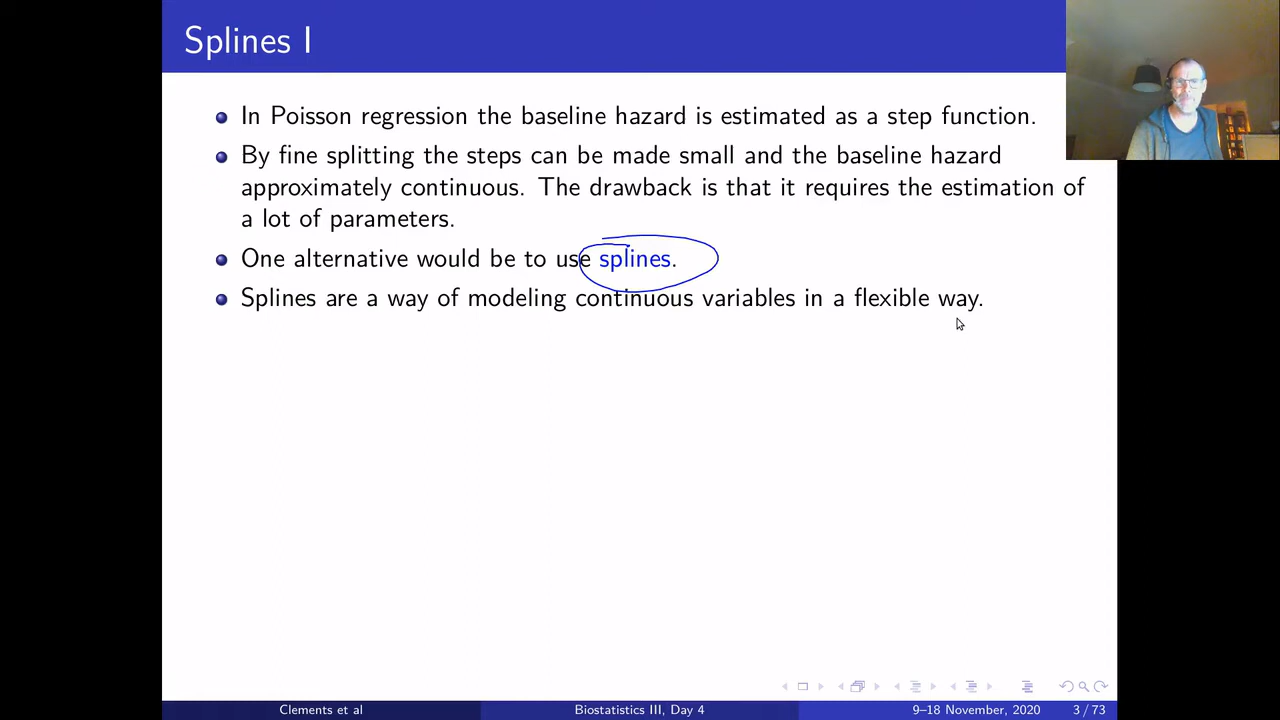 Splines I
In Poisson regression the baseline hazard is estimated as a step function.
By fine splitting the steps can be made small and the baseline hazard
approximately continuous. The drawback is that it requires the estimation of
a lot of parameters.
One alternative would be to use splines.
Splines are a way of modeling continuous variables in a flexible way.
Clements et al
Biostatistics III, Day 4
9–18 November, 2020
3 / 73